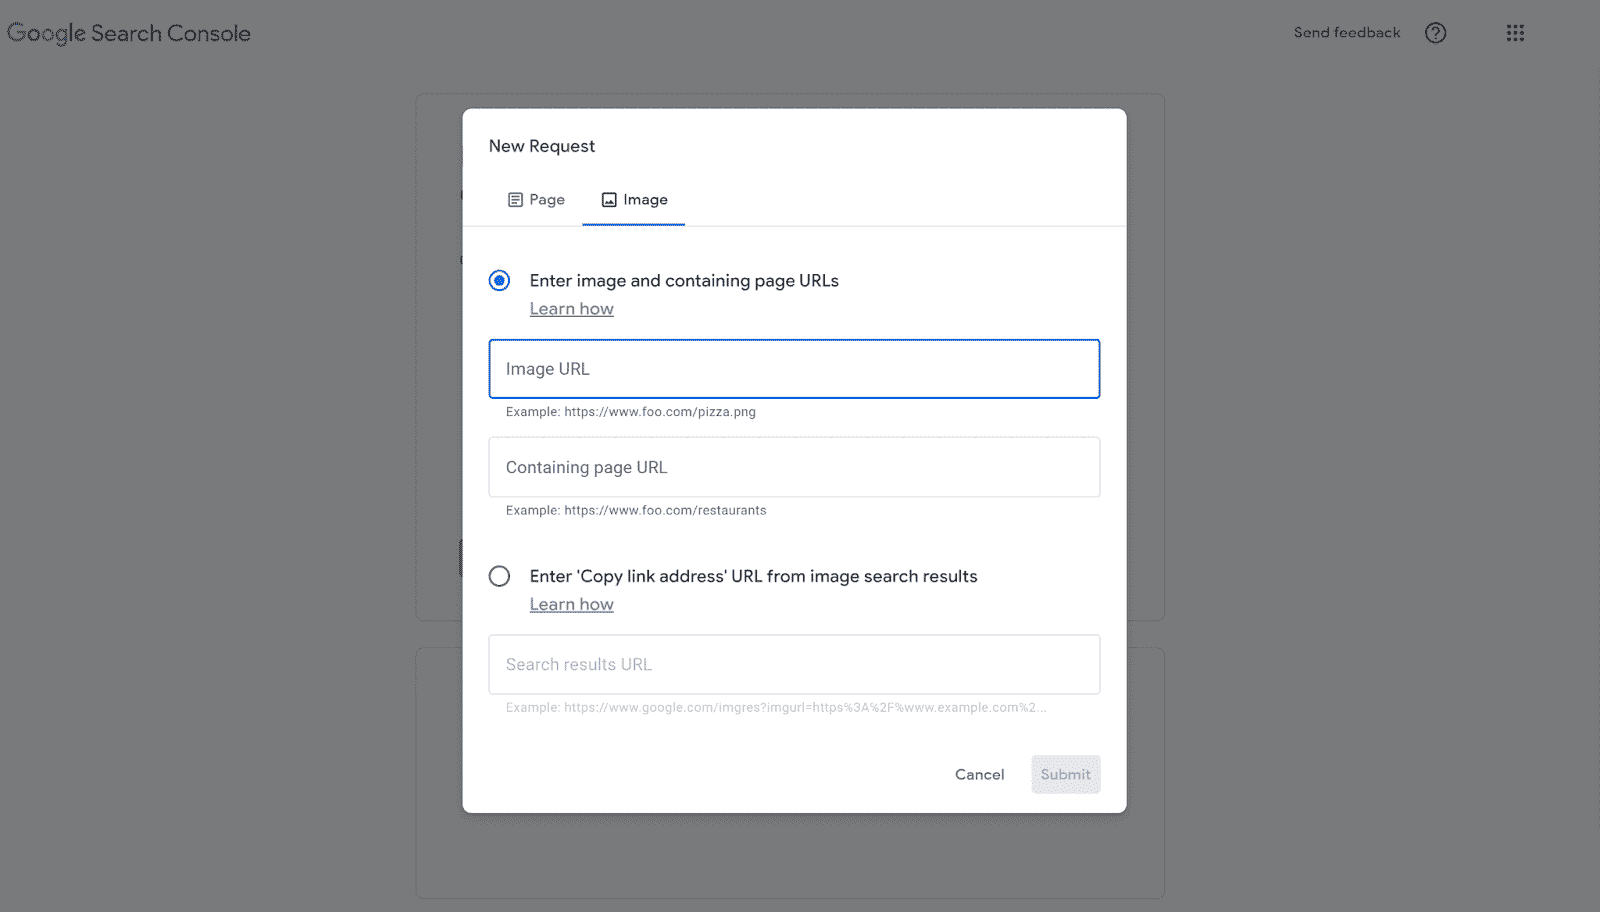 Google Search Console
Send feedback
New Request
Page
Image
Enter image and containing page URLs
Learn how
Image URL
Example: https://www.foo.com/pizza.png
Containing page URL
Example: https://www.foo.com/restaurants
Enter 'Copy link address' URL from image search results
Learn how
Search results URL
Example: https://www.google.com/imgres?imgurl=https%3A%2F%www.example.com%2...
Cancel
Submit